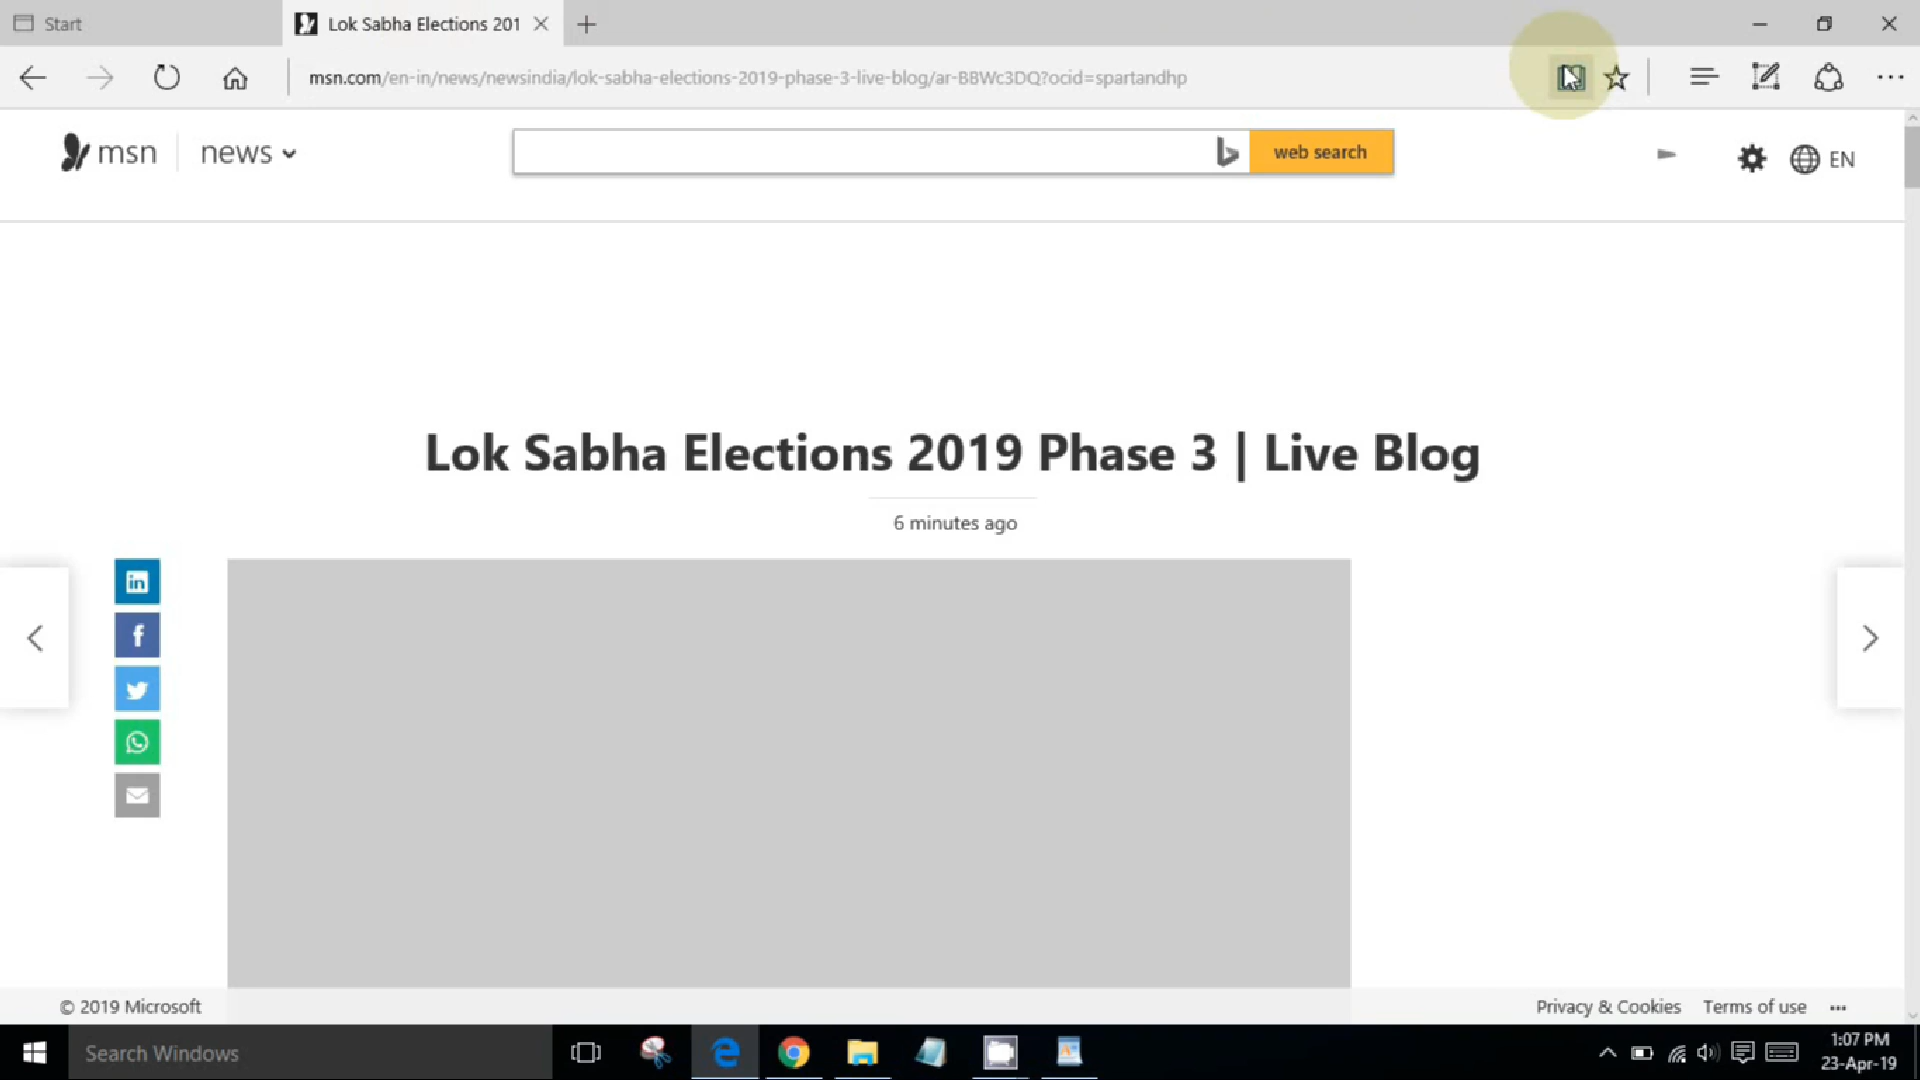 Start
Lok Sabha Elections 201
msn.com/en-in/news/newsindia/lok-sabha-elections-2019-phase-3-live-blog/ar-BBWc3DQ?ocid=spartandhp
msn
news
web search
EN
Lok Sabha Elections 2019 Phase 3 | Live Blog
6 minutes ago
in
f
© 2019 Microsoft
Privacy & Cookies
Terms of use
Search Windows
1:07 PM
23-Apr-19